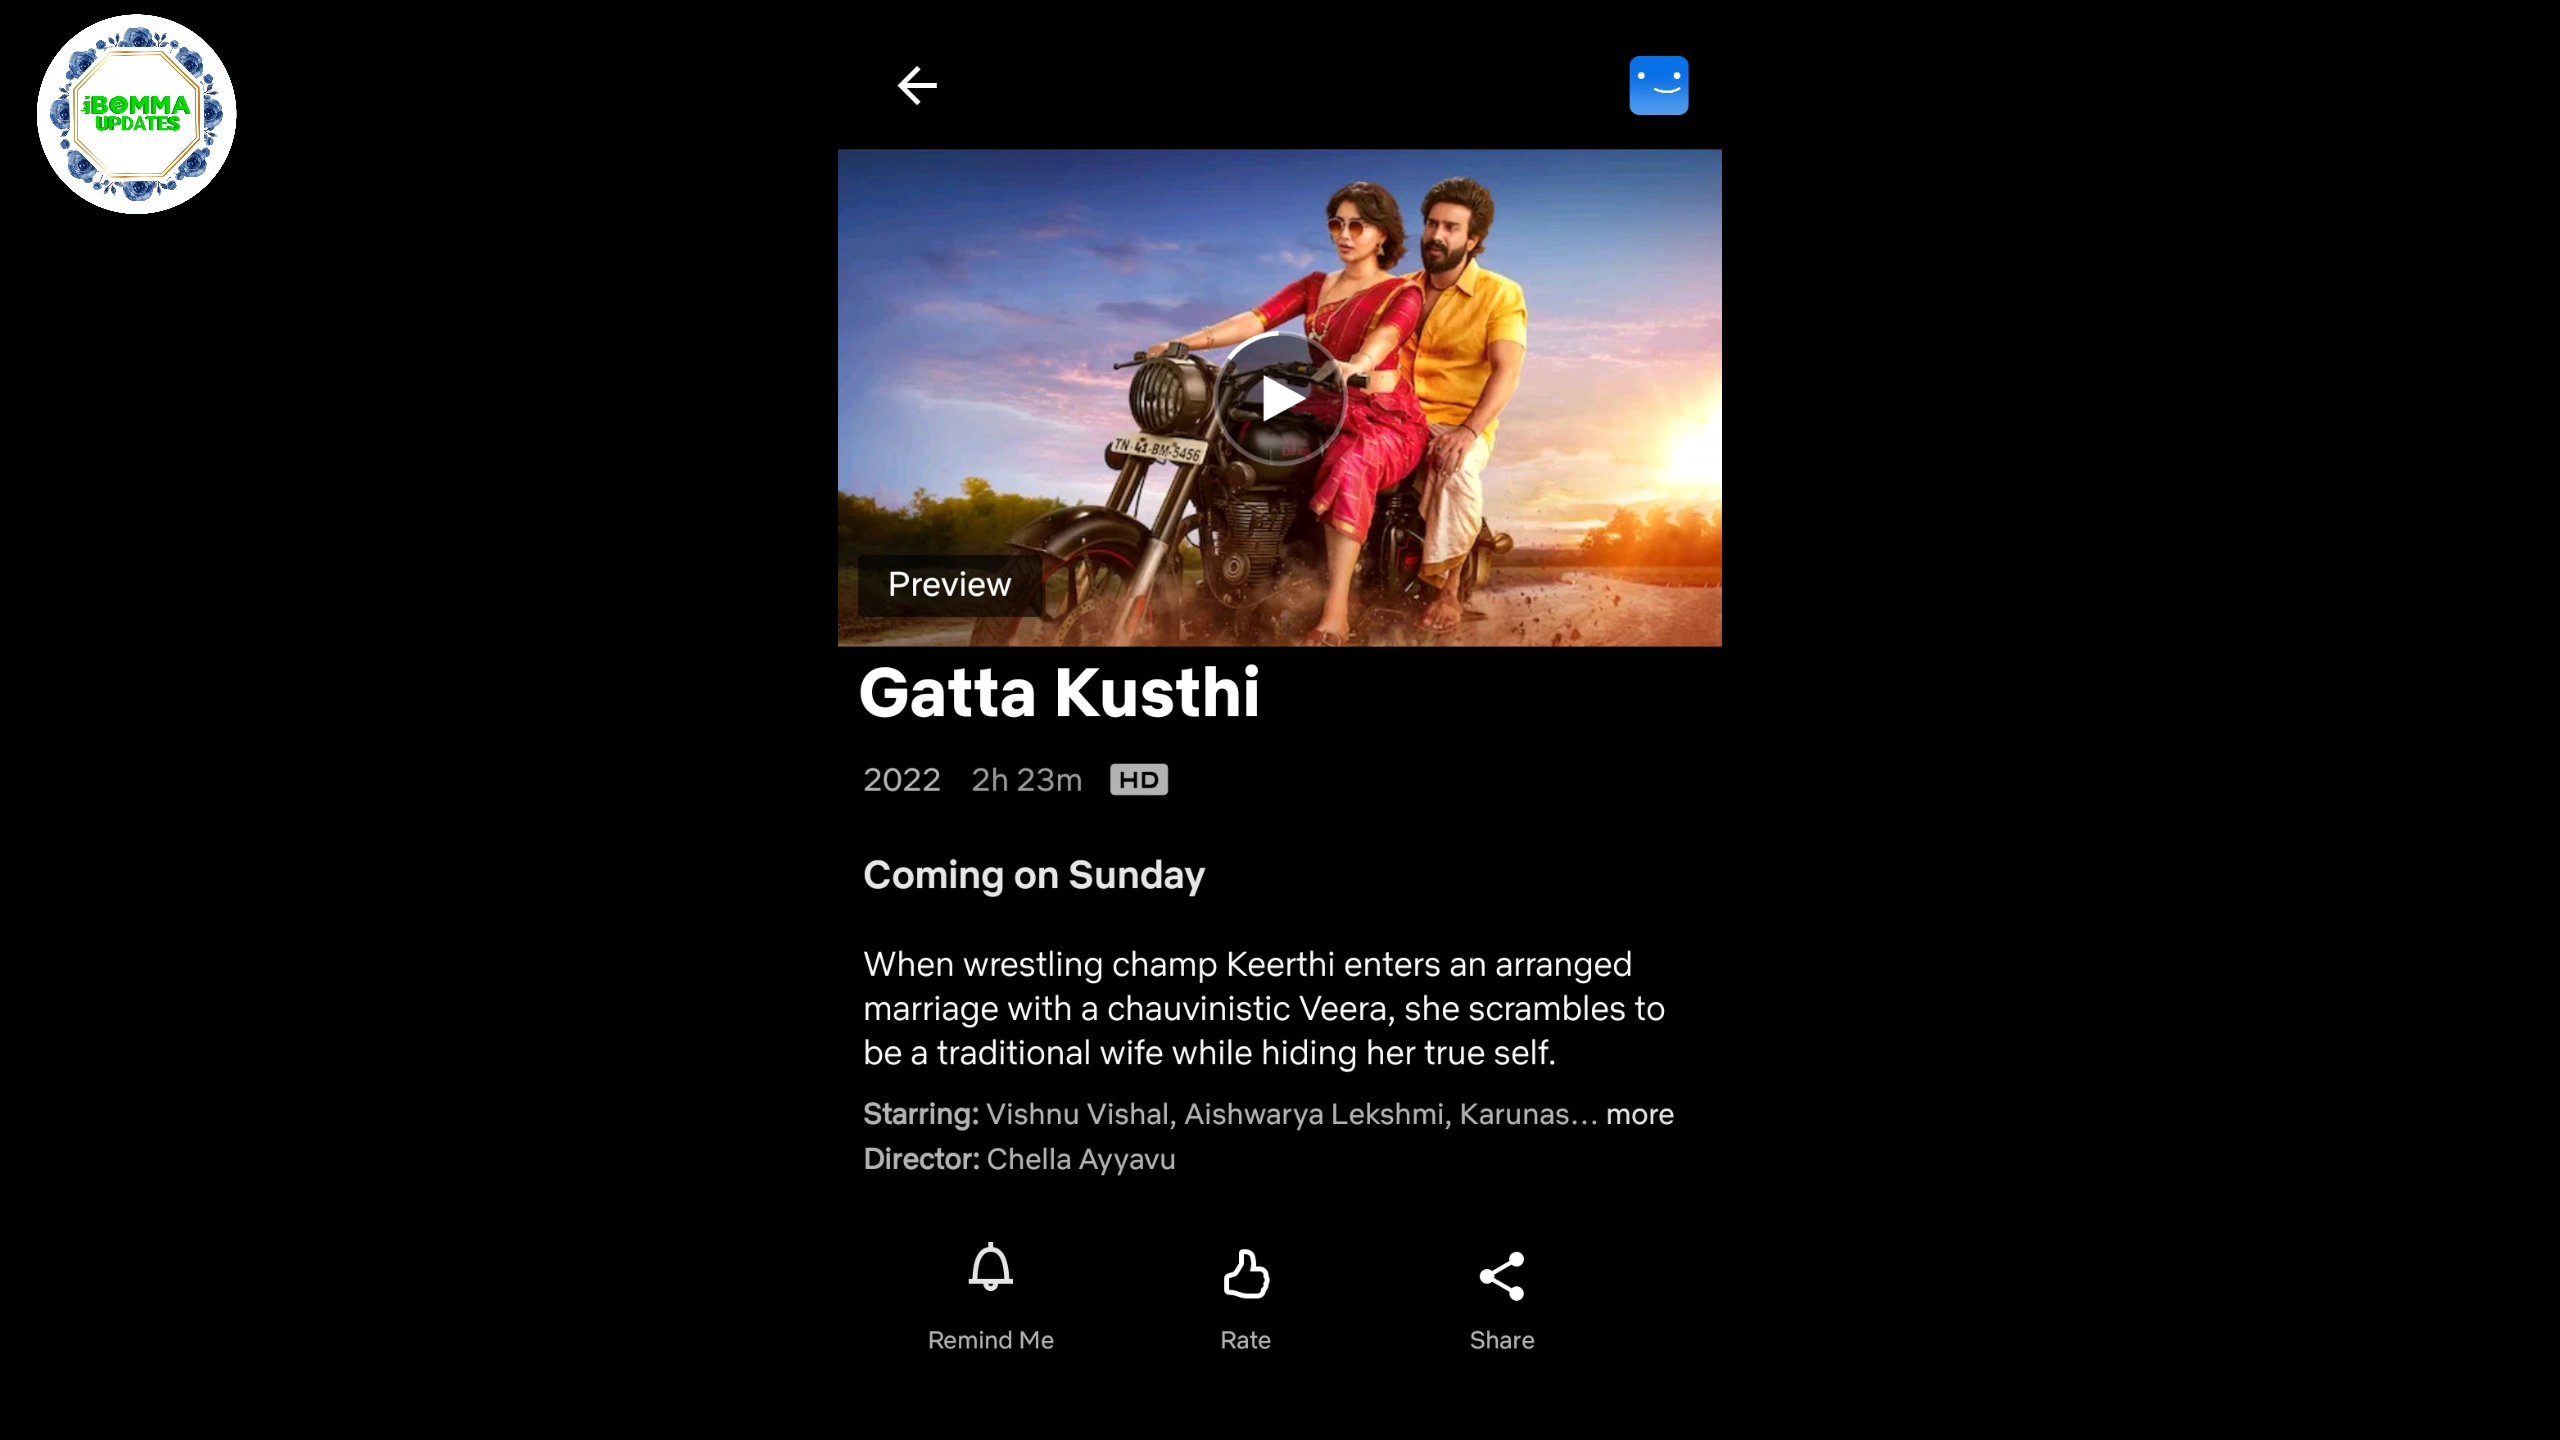 iBOMMA
UPDATES
TN-41-BM-5456
Preview
Gatta Kusthi
2022 2h 23m HD
Coming on Sunday
When wrestling champ Keerthi enters an arranged
marriage with a chauvinistic Veera, she scrambles to
be a traditional wife while hiding her true self.
Starring: Vishnu Vishal, Aishwarya Lekshmi, Karunas... more
Director: Chella Ayyavu
Remind Me Rate Share